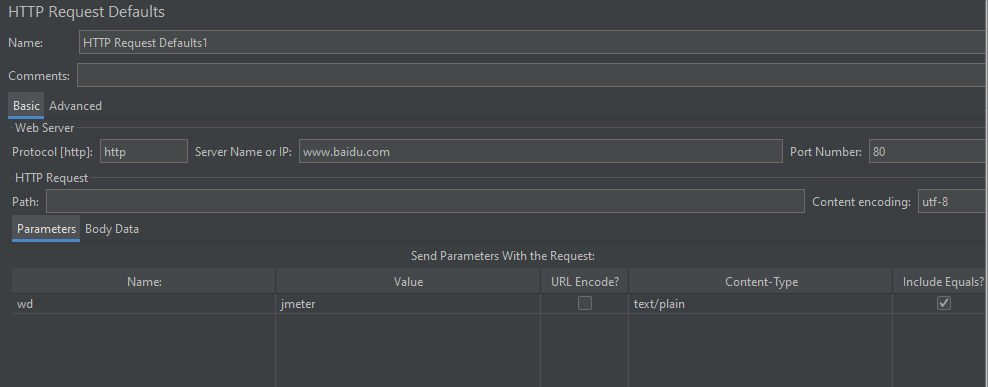 HTTP Request Defaults
Name: HTTP Request Defaults1
Comments:
Basic Advanced
Web Server
Protocol [http]: http Server Name or IP: www.baidu.com Port Number: 80
HTTP Request
Path: Content encoding: utf-8
Parameters Body Data
Send Parameters With the Request:
Name: Value URL Encode? Content-Type Include Equals?
wd jmeter text/plain